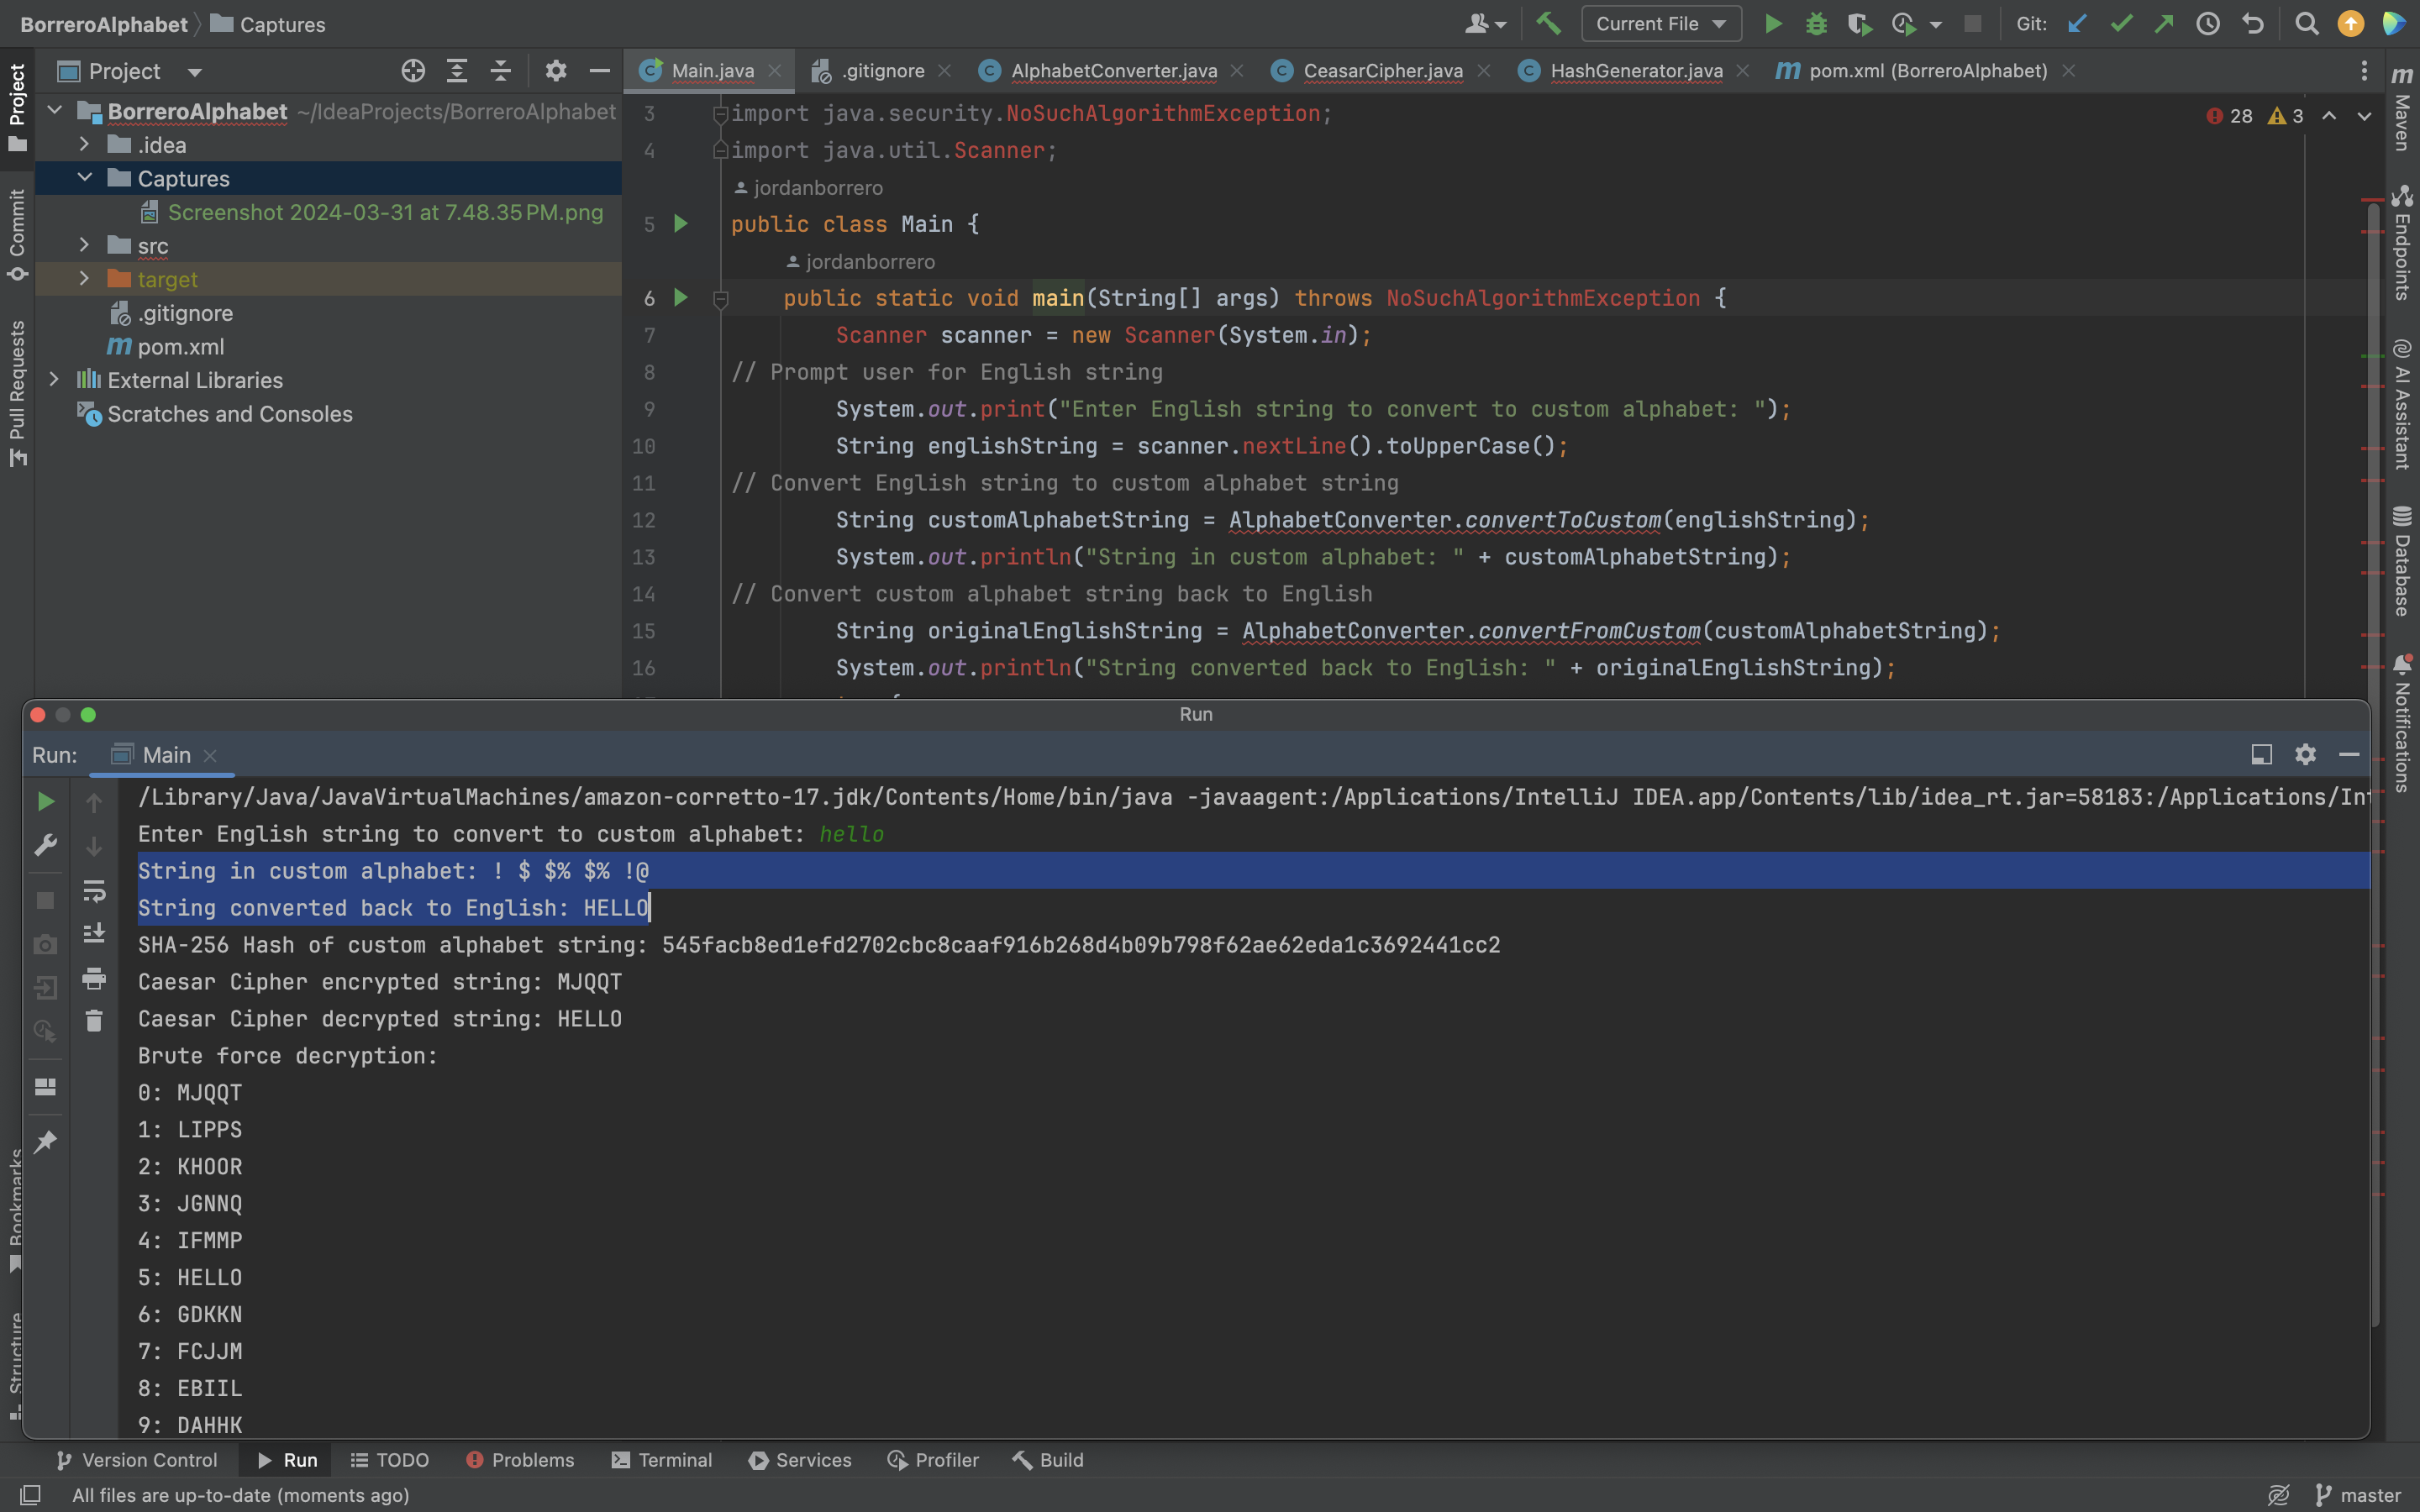 BorreroAlphabet Captures
Current File
Git:
Project
Main.java
.gitignore
AlphabetConverter.java
CeasarCipher.java
HashGenerator.java
pom.xml (BorreroAlphabet)
Project
Commit
Pull Requests
Bookmarks
Structure
BorreroAlphabet ~/IdeaProjects/BorreroAlphabet
.idea
Captures
Screenshot 2024-03-31 at 7.48.35 PM.png
src
target
.gitignore
pom.xml
External Libraries
Scratches and Consoles
28 3
3 import java.security.NoSuchAlgorithmException;
4 import java.util.Scanner;
jordanborrero
5 public class Main {
jordanborrero
6 public static void main(String[] args) throws NoSuchAlgorithmException {
7 Scanner scanner = new Scanner(System.in);
8 // Prompt user for English string
9 System.out.print("Enter English string to convert to custom alphabet: ");
10 String englishString = scanner.nextLine().toUpperCase();
11 // Convert English string to custom alphabet string
12 String customAlphabetString = AlphabetConverter.convertToCustom(englishString);
13 System.out.println("String in custom alphabet: " + customAlphabetString);
14 // Convert custom alphabet string back to English
15 String originalEnglishString = AlphabetConverter.convertFromCustom(customAlphabetString);
16 System.out.println("String converted back to English: " + originalEnglishString);
Maven
Endpoints
AI Assistant
Database
Notifications
Run
Run: Main
/Library/Java/JavaVirtualMachines/amazon-corretto-17.jdk/Contents/Home/bin/java -javaagent:/Applications/IntelliJ IDEA.app/Contents/lib/idea_rt.jar=58183:/Applications/Int
Enter English string to convert to custom alphabet: hello
String in custom alphabet: ! $ $% $% !@
String converted back to English: HELLO
SHA-256 Hash of custom alphabet string: 545facb8ed1efd2702cbc8caaf916b268d4b09b798f62ae62eda1c3692441cc2
Caesar Cipher encrypted string: MJQQT
Caesar Cipher decrypted string: HELLO
Brute force decryption:
0: MJQQT
1: LIPPS
2: KHOOR
3: JGNNQ
4: IFMMP
5: HELLO
6: GDKKN
7: FCJJM
8: EBIIL
9: DAHHK
Version Control Run TODO Problems Terminal Services Profiler Build
All files are up-to-date (moments ago)
master